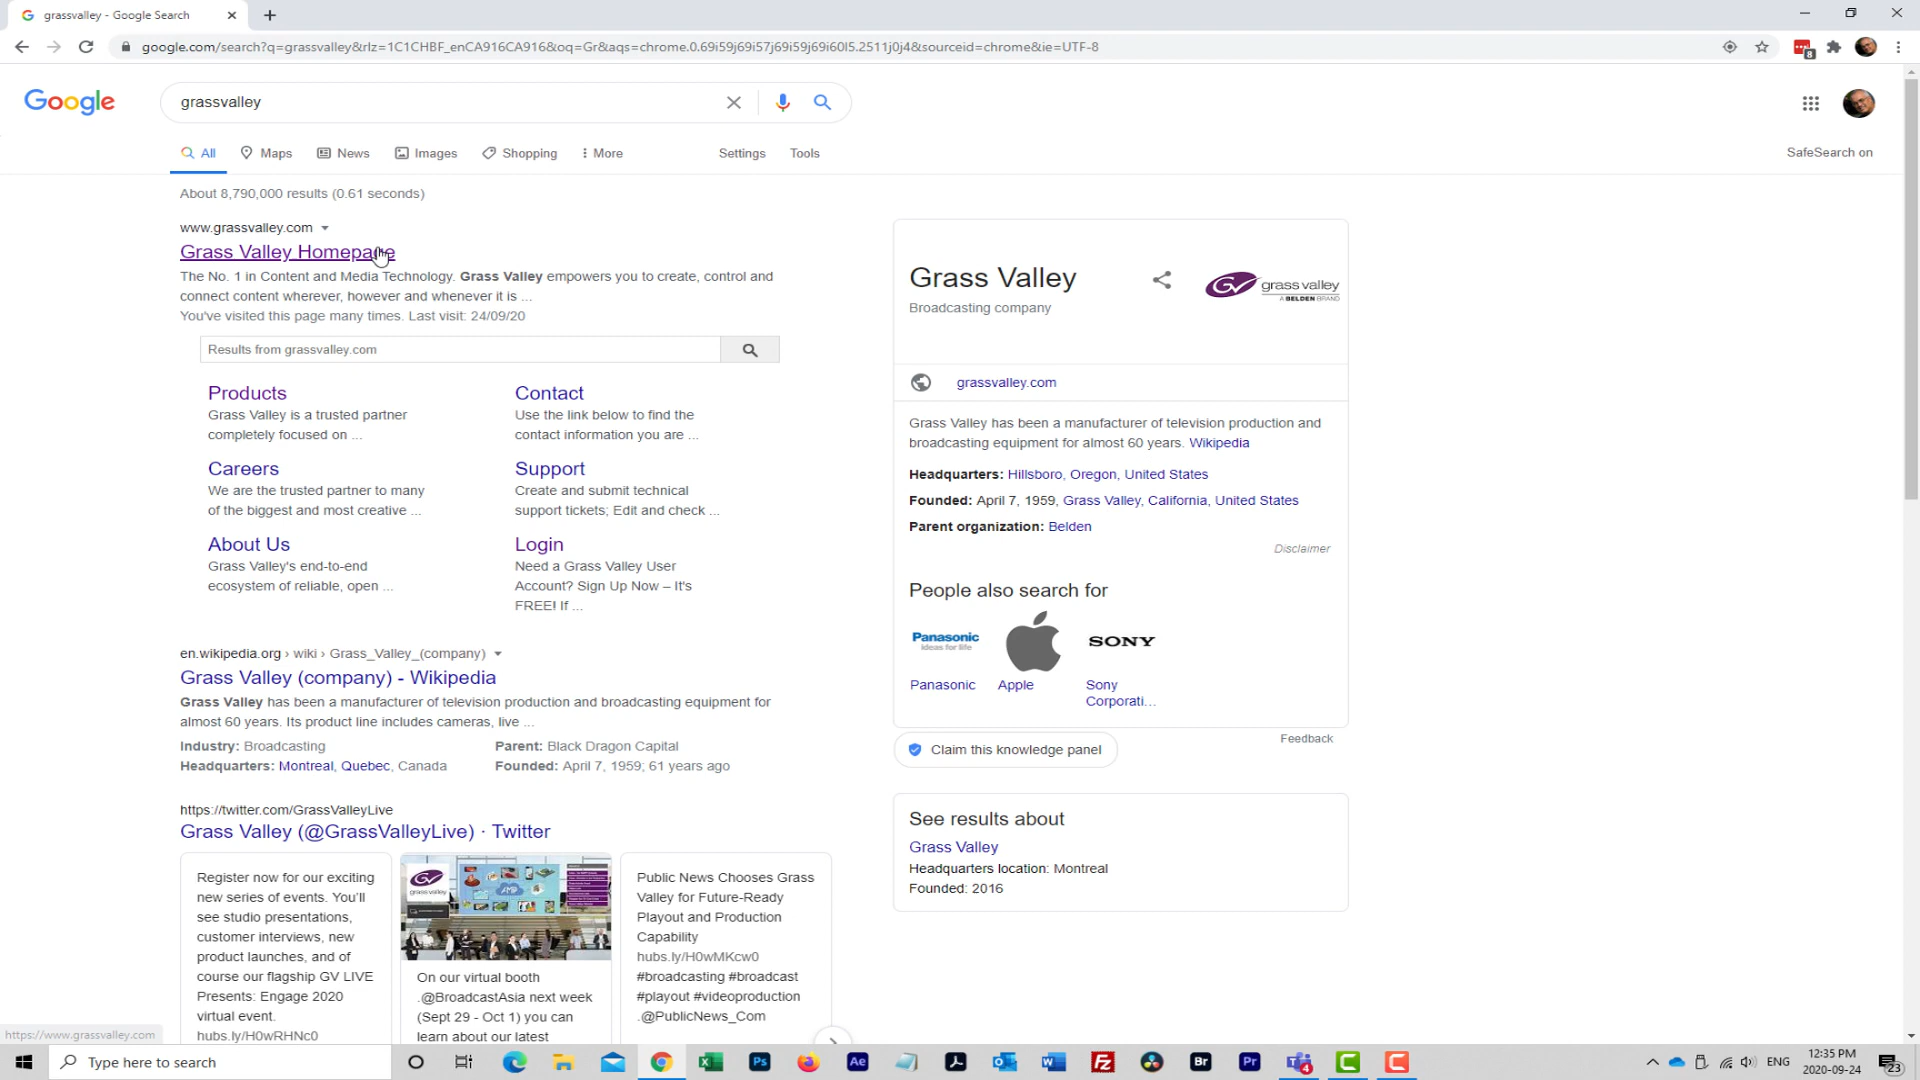 grassvalley - Google Search
google.com/search?q=grassvalley&rlz=1C1CHBF_enCA916CA916&oq=Gr&aqs=chrome.0.69i59j69i57j69i59j69i60l5.2511j0j4&sourceid=chrome&ie=UTF-8
8
Google
grassvalley
All Maps News Images Shopping More Settings Tools
SafeSearch on
About 8,790,000 results (0.61 seconds)
www.grassvalley.com
Grass Valley Homepage
The No. 1 in Content and Media Technology. Grass Valley empowers you to create, control and
connect content wherever, however and whenever it is ...
You've visited this page many times. Last visit: 24/09/20
Results from grassvalley.com
Products
Grass Valley is a trusted partner
completely focused on ...
Contact
Use the link below to find the
contact information you are ...
Careers
We are the trusted partner to many
of the biggest and most creative ...
Support
Create and submit technical
support tickets; Edit and check ...
About Us
Grass Valley's end-to-end
ecosystem of reliable, open ...
Login
Need a Grass Valley User
Account? Sign Up Now – It's
FREE! If ...
en.wikipedia.org › wiki › Grass_Valley_(company)
Grass Valley (company) - Wikipedia
Grass Valley has been a manufacturer of television production and broadcasting equipment for
almost 60 years. Its product line includes cameras, live ...
Industry: Broadcasting
Parent: Black Dragon Capital
Headquarters: Montreal, Quebec, Canada
Founded: April 7, 1959; 61 years ago
https://twitter.com/GrassValleyLive
Grass Valley (@GrassValleyLive) · Twitter
Register now for our exciting
new series of events. You'll
see studio presentations,
customer interviews, new
product launches, and of
course our flagship GV LIVE
Presents: Engage 2020
virtual event.
hubs.ly/H0wRHNc0
grass valley
AMP
On our virtual booth
.@BroadcastAsia next week
(Sept 29 - Oct 1) you can
learn about our latest
Public News Chooses Grass
Valley for Future-Ready
Playout and Production
Capability
hubs.ly/H0wMKcw0
#broadcasting #broadcast
#playout #videoproduction
.@PublicNews_Com
Grass Valley
Broadcasting company
GV grass valley
A BELDEN BRAND
grassvalley.com
Grass Valley has been a manufacturer of television production and
broadcasting equipment for almost 60 years. Wikipedia
Headquarters: Hillsboro, Oregon, United States
Founded: April 7, 1959, Grass Valley, California, United States
Parent organization: Belden
Disclaimer
People also search for
Panasonic
ideas for life
SONY
Panasonic
Apple
Sony
Corporati...
Feedback
Claim this knowledge panel
See results about
Grass Valley
Headquarters location: Montreal
Founded: 2016
https://www.grassvalley.com
Type here to search
Ps
Ae
Br
Pr
4
ENG
12:35 PM
2020-09-24
23